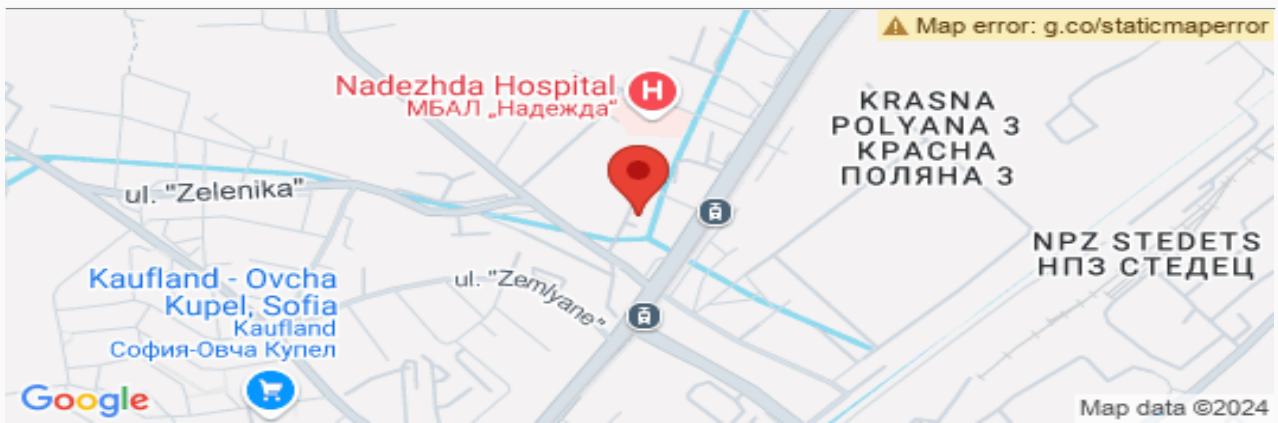 ⚠ Map error: g.co/staticmaperror
Nadezhda Hospital
МБАЛ „Надежда“
H
KRASNA
POLYANA 3
КРАСНА
ПОЛЯНА 3
ul. "Zelenika"
NPZ STEDETS
НПЗ СТЕДЕЦ
Kaufland - Ovcha
Kupel, Sofia
Kaufland
София-Овча Купел
ul. "Zemlyane"
Google
Map data ©2024